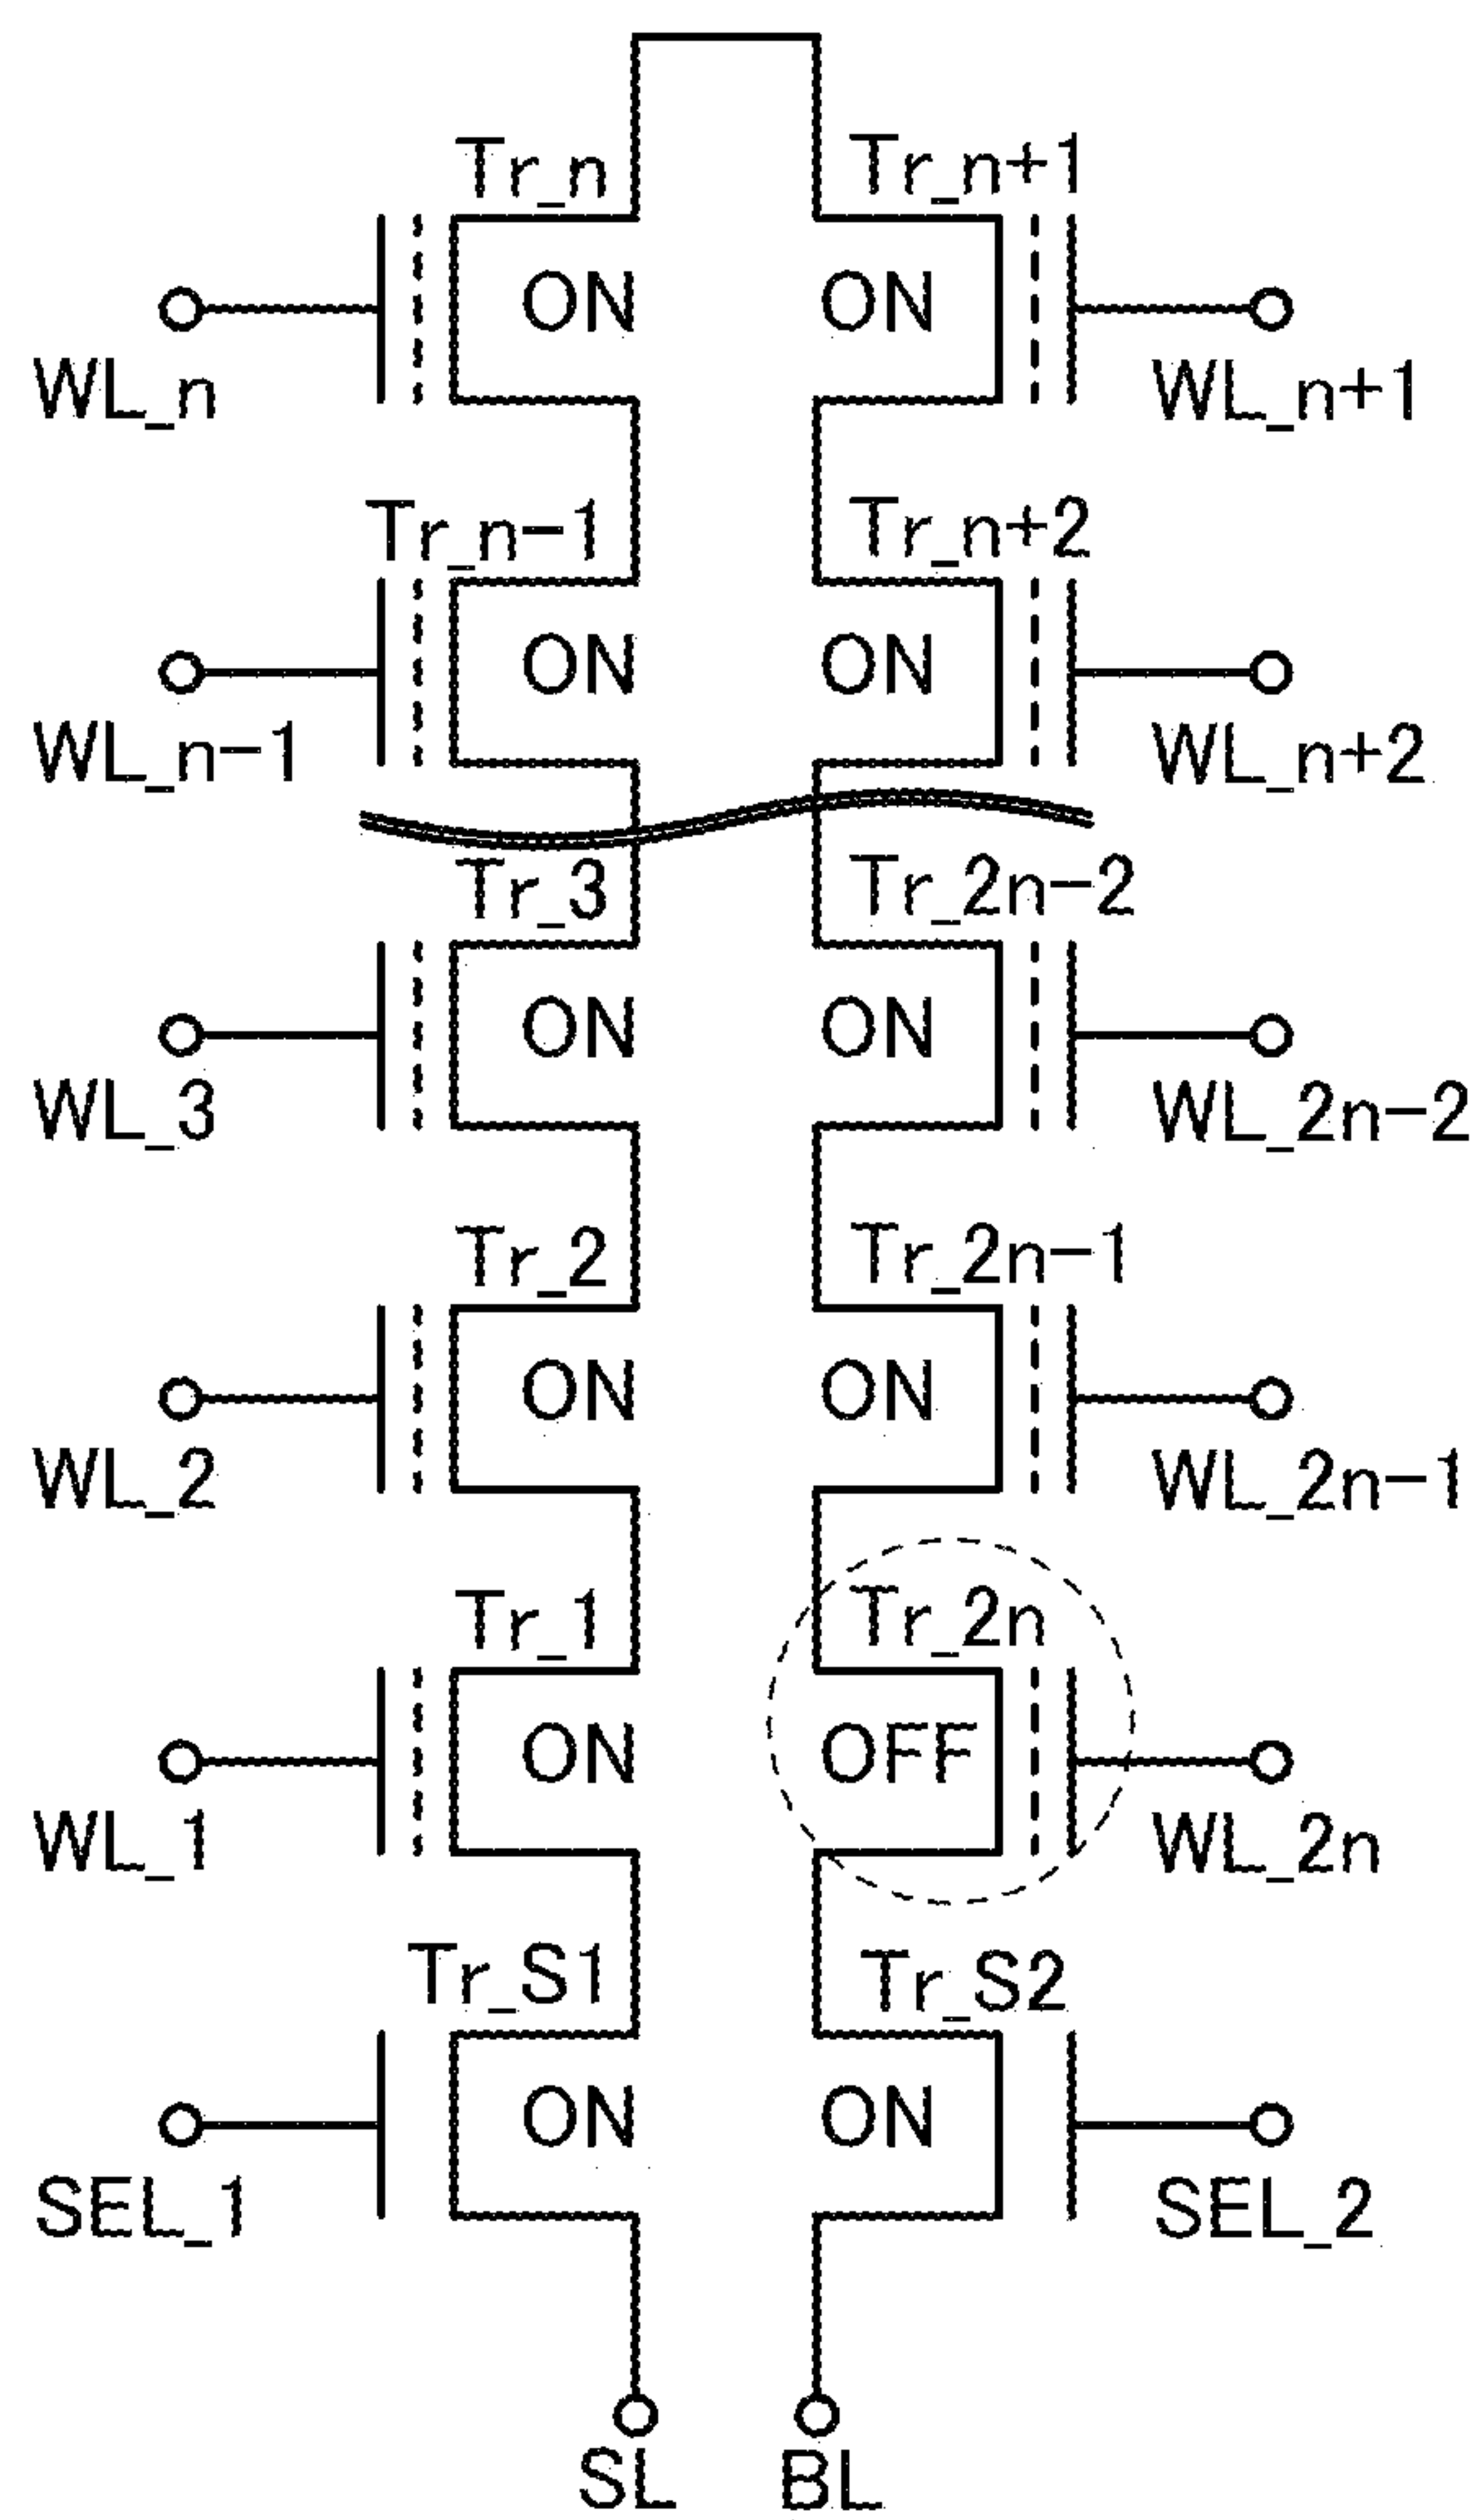 Tr_n Tr_n+1
ON ON
WL_n WL_n+1
Tr_n-1 Tr_n+2
ON ON
WL_n-1 WL_n+2
Tr_3 Tr_2n-2
ON ON
WL_3 WL_2n-2
Tr_2 Tr_2n-1
ON ON
WL_2 WL_2n-1
Tr_1 Tr_2n
ON OFF
WL_1 WL_2n
Tr_S1 Tr_S2
ON ON
SEL_1 SEL_2
SL BL